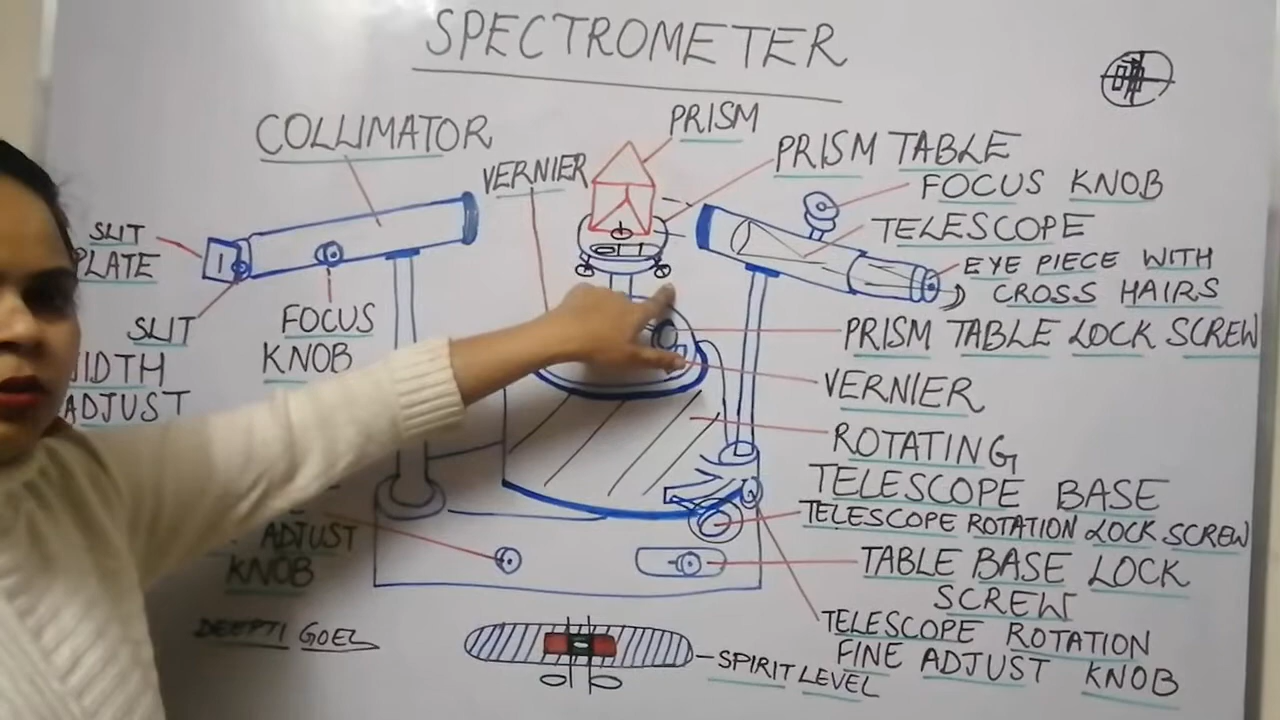 SPECTROMETER
COLLIMATOR
SLIT
PLATE
SLIT
WIDTH
ADJUST
FOCUS
KNOB
VERNIER
PRISM
PRISM TABLE
FOCUS KNOB
TELESCOPE
EYE PIECE WITH
CROSS HAIRS
PRISM TABLE LOCK SCREW
VERNIER
ROTATING
TELESCOPE BASE
TELESCOPE ROTATION LOCK SCREW
TABLE BASE LOCK
SCREW
TELESCOPE ROTATION
FINE ADJUST KNOB
ADJUST
KNOB
DEEPTI GOEL
SPIRIT LEVEL